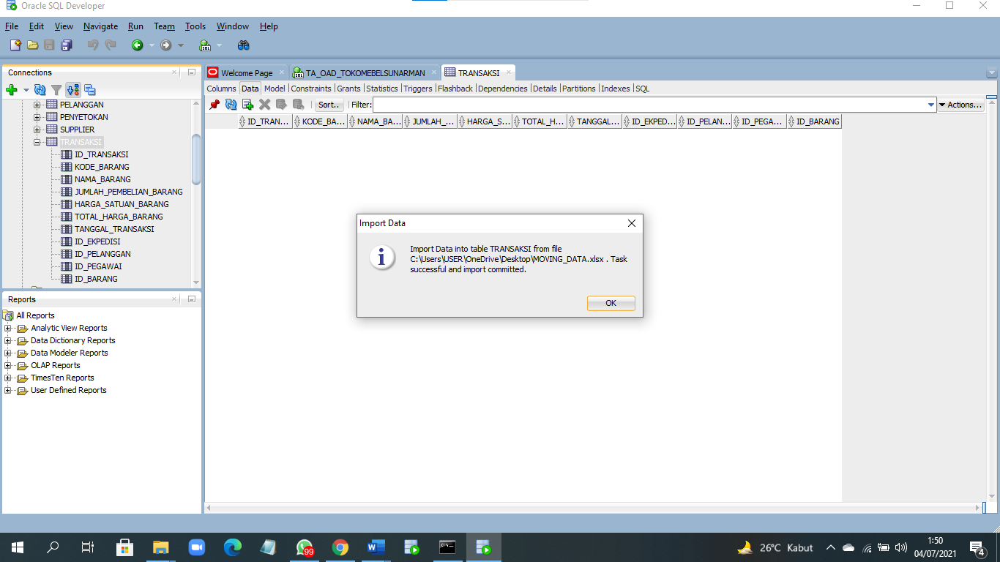 Oracle SQL Developer
File Edit View Navigate Run Team Tools Window Help
Connections
PELANGGAN
PENYETOKAN
SUPPLIER
TRANSAKSI
ID_TRANSAKSI
KODE_BARANG
NAMA_BARANG
JUMLAH_PEMBELIAN_BARANG
HARGA_SATUAN_BARANG
TOTAL_HARGA_BARANG
TANGGAL_TRANSAKSI
ID_EKPEDISI
ID_PELANGGAN
ID_PEGAWAI
ID_BARANG
Reports
All Reports
Analytic View Reports
Data Dictionary Reports
Data Modeler Reports
OLAP Reports
TimesTen Reports
User Defined Reports
Welcome Page TA_OAD_TOKOMEBELSUNARMAN TRANSAKSI
Columns Data Model Constraints Grants Statistics Triggers Flashback Dependencies Details Partitions Indexes SQL
Sort.. Filter: Actions...
ID_TRAN... KODE_BA... NAMA_BA... JUMLAH_... HARGA_S... TOTAL_H... TANGGAL... ID_EKPED... ID_PELAN... ID_PEGA... ID_BARANG
Import Data
Import Data into table TRANSAKSI from file
C:\Users\USER\OneDrive\Desktop\MOVING_DATA.xlsx . Task
successful and import committed.
OK
99
26°C Kabut
1:50
04/07/2021
4